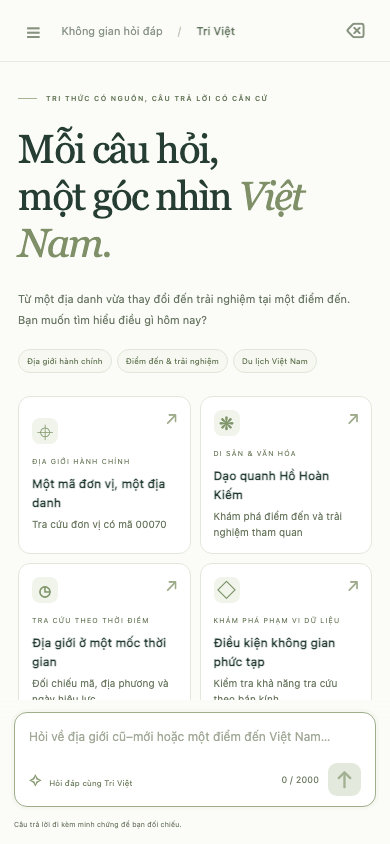 Không gian hỏi đáp / Tri Việt
TRI THỨC CÓ NGUỒN, CÂU TRẢ LỜI CÓ CĂN CỨ
Mỗi câu hỏi,
một góc nhìn Việt
Nam.
Từ một địa danh vừa thay đổi đến trải nghiệm tại một điểm đến.
Bạn muốn tìm hiểu điều gì hôm nay?
Địa giới hành chính
Điểm đến & trải nghiệm
Du lịch Việt Nam
ĐỊA GIỚI HÀNH CHÍNH
Một mã đơn vị, một địa
danh
Tra cứu đơn vị có mã 00070
DI SẢN & VĂN HÓA
Dạo quanh Hồ Hoàn
Kiếm
Khám phá điểm đến và trải
nghiệm tham quan
TRA CỨU THEO THỜI ĐIỂM
Địa giới ở một mốc thời
gian
Đối chiếu mã, địa phương và
ngày hiệu lực
KHÁM PHÁ PHẠM VI DỮ LIỆU
Điều kiện không gian
phức tạp
Kiểm tra khả năng tra cứu
theo bán kính
Hỏi về địa giới cũ–mới hoặc một điểm đến Việt Nam...
Hỏi đáp cùng Tri Việt
0 / 2000
Câu trả lời đi kèm minh chứng để bạn đối chiếu.